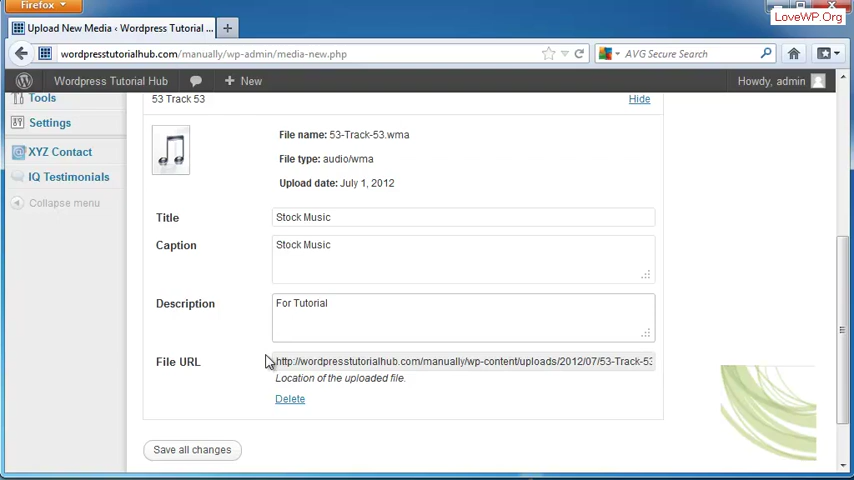 Firefox
LoveWP.Org
Upload New Media ‹ Wordpress Tutorial ...
wordpresstutorialhub.com/manually/wp-admin/media-new.php
AVG Secure Search
Wordpress Tutorial Hub
+ New
Howdy, admin
Tools
53 Track 53
Hide
Settings
File name: 53-Track-53.wma
XYZ Contact
File type: audio/wma
IQ Testimonials
Upload date: July 1, 2012
Collapse menu
Title
Stock Music
Caption
Stock Music
Description
For Tutorial
File URL
http://wordpresstutorialhub.com/manually/wp-content/uploads/2012/07/53-Track-53
Location of the uploaded file.
Delete
Save all changes